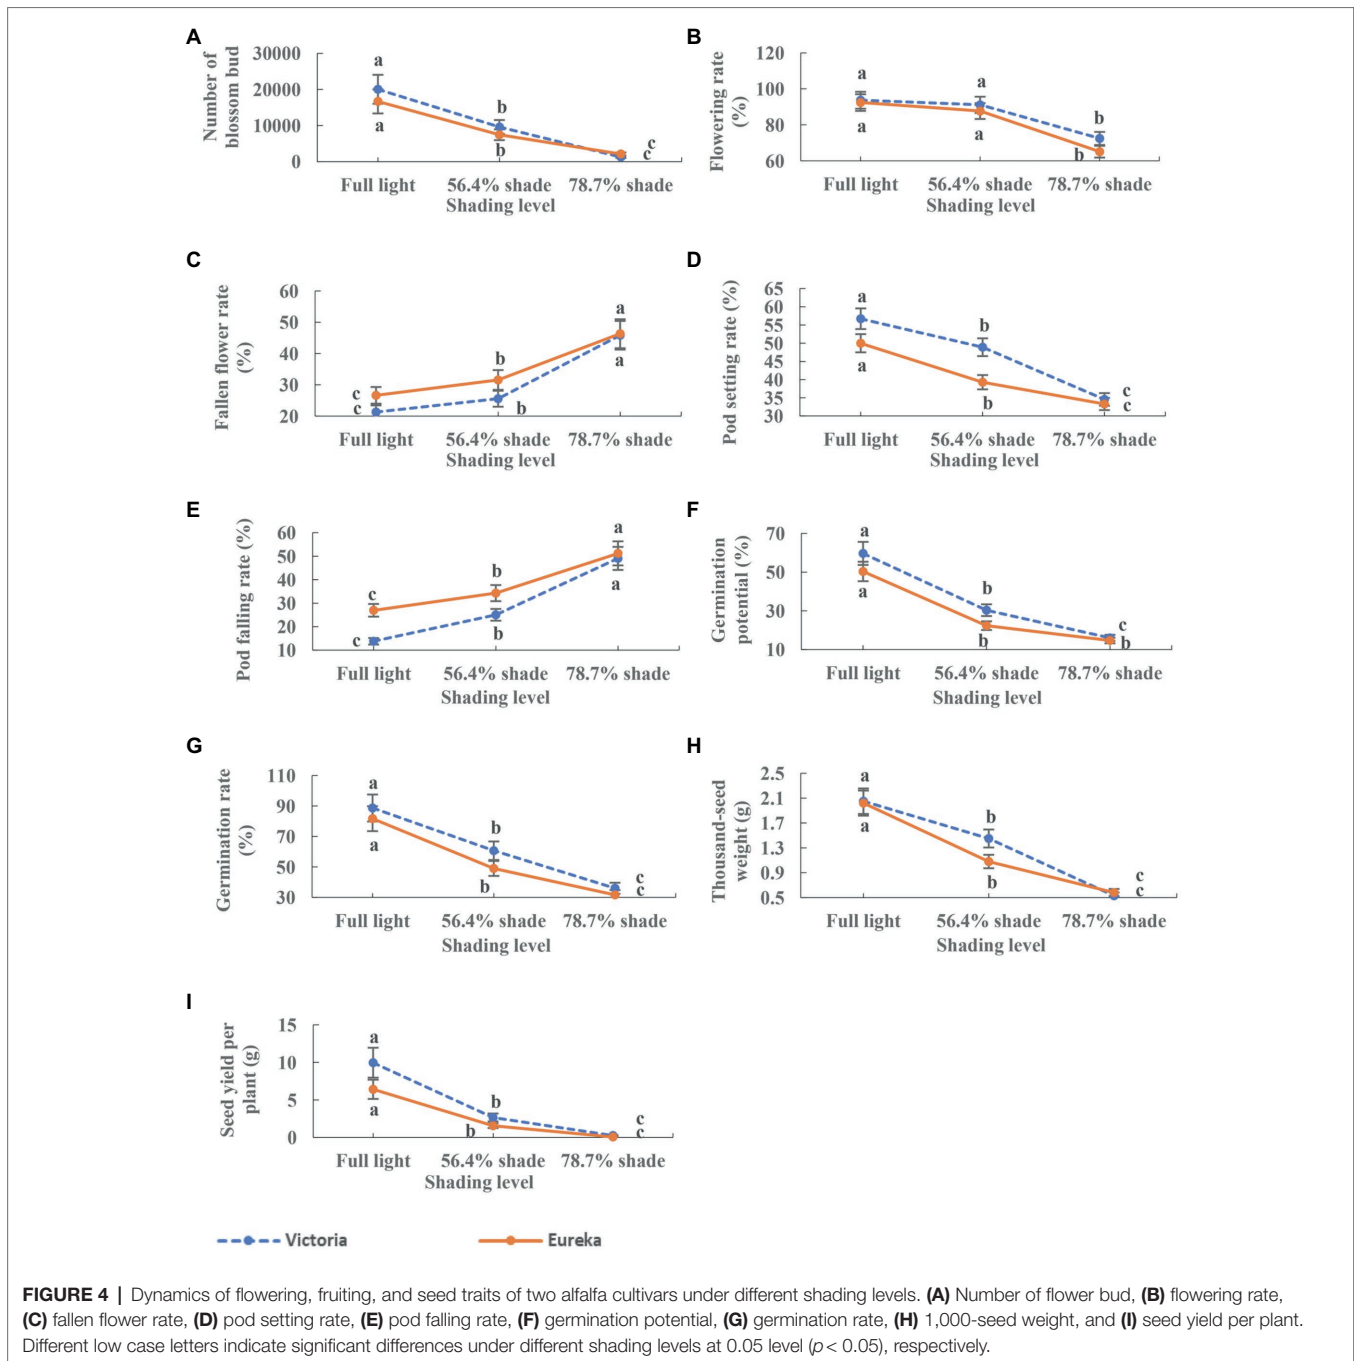 A
Number of
blossom bud
30000
20000
10000
0
a
a
b
b
c
c
Full light
56.4% shade
78.7% shade
Shading level
B
Flowering rate
(%)
120
100
80
60
a
a
a
a
b
b
Full light
56.4% shade
78.7% shade
Shading level
C
Fallen flower rate
(%)
60
50
40
30
20
c
c
b
b
a
a
Full light
56.4% shade
78.7% shade
Shading level
D
Pod setting rate (%)
65
60
55
50
45
40
35
30
a
a
b
b
c
c
Full light
56.4% shade
78.7% shade
Shading level
E
Pod falling rate (%)
60
50
40
30
20
10
c
c
b
b
a
a
Full light
56.4% shade
78.7% shade
Shading level
F
Germination
potential (%)
70
50
30
10
a
a
b
b
c
b
Full light
56.4% shade
78.7% shade
Shading level
G
Germination rate
(%)
110
90
70
50
30
a
a
b
b
c
c
Full light
56.4% shade
78.7% shade
Shading level
H
Thousand-seed
weight (g)
2.5
2.1
1.7
1.3
0.9
0.5
a
a
b
b
c
c
Full light
56.4% shade
78.7% shade
Shading level
I
Seed yield per
plant (g)
15
10
5
0
a
a
b
b
c
c
Full light
56.4% shade
78.7% shade
Shading level
Victoria
Eureka
FIGURE 4 | Dynamics of flowering, fruiting, and seed traits of two alfalfa cultivars under different shading levels. (A) Number of flower bud, (B) flowering rate,
(C) fallen flower rate, (D) pod setting rate, (E) pod falling rate, (F) germination potential, (G) germination rate, (H) 1,000-seed weight, and (I) seed yield per plant.
Different low case letters indicate significant differences under different shading levels at 0.05 level (p < 0.05), respectively.